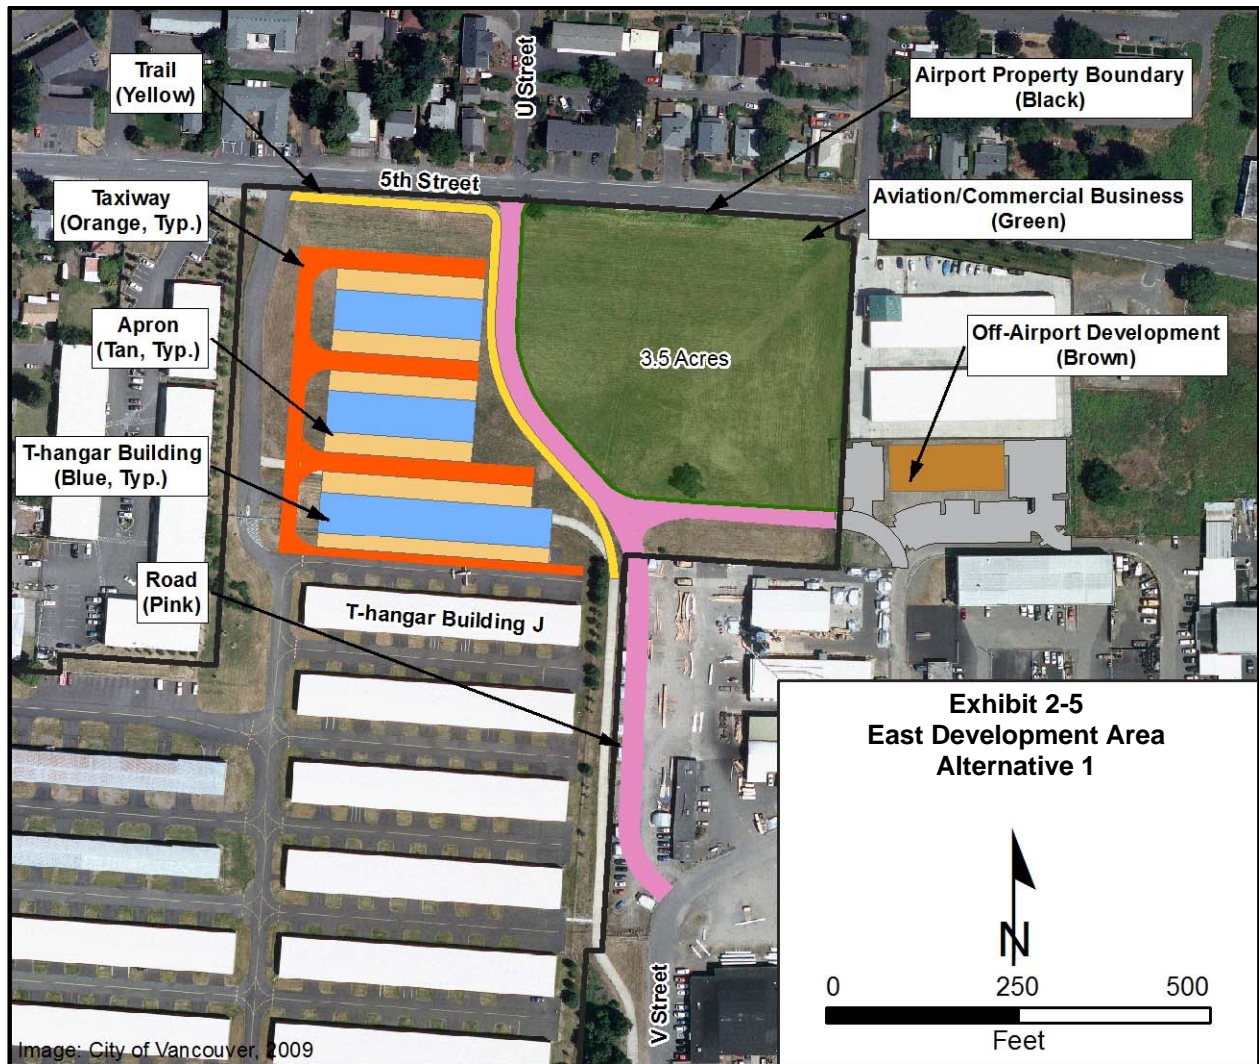 Trail
(Yellow)
U Street
Airport Property Boundary
(Black)
5th Street
Taxiway
(Orange, Typ.)
Aviation/Commercial Business
(Green)
Apron
(Tan, Typ.)
3.5 Acres
Off-Airport Development
(Brown)
T-hangar Building
(Blue, Typ.)
Road
(Pink)
T-hangar Building J
Exhibit 2-5
East Development Area
Alternative 1
N
0 250 500
Feet
V Street
Image: City of Vancouver, 2009